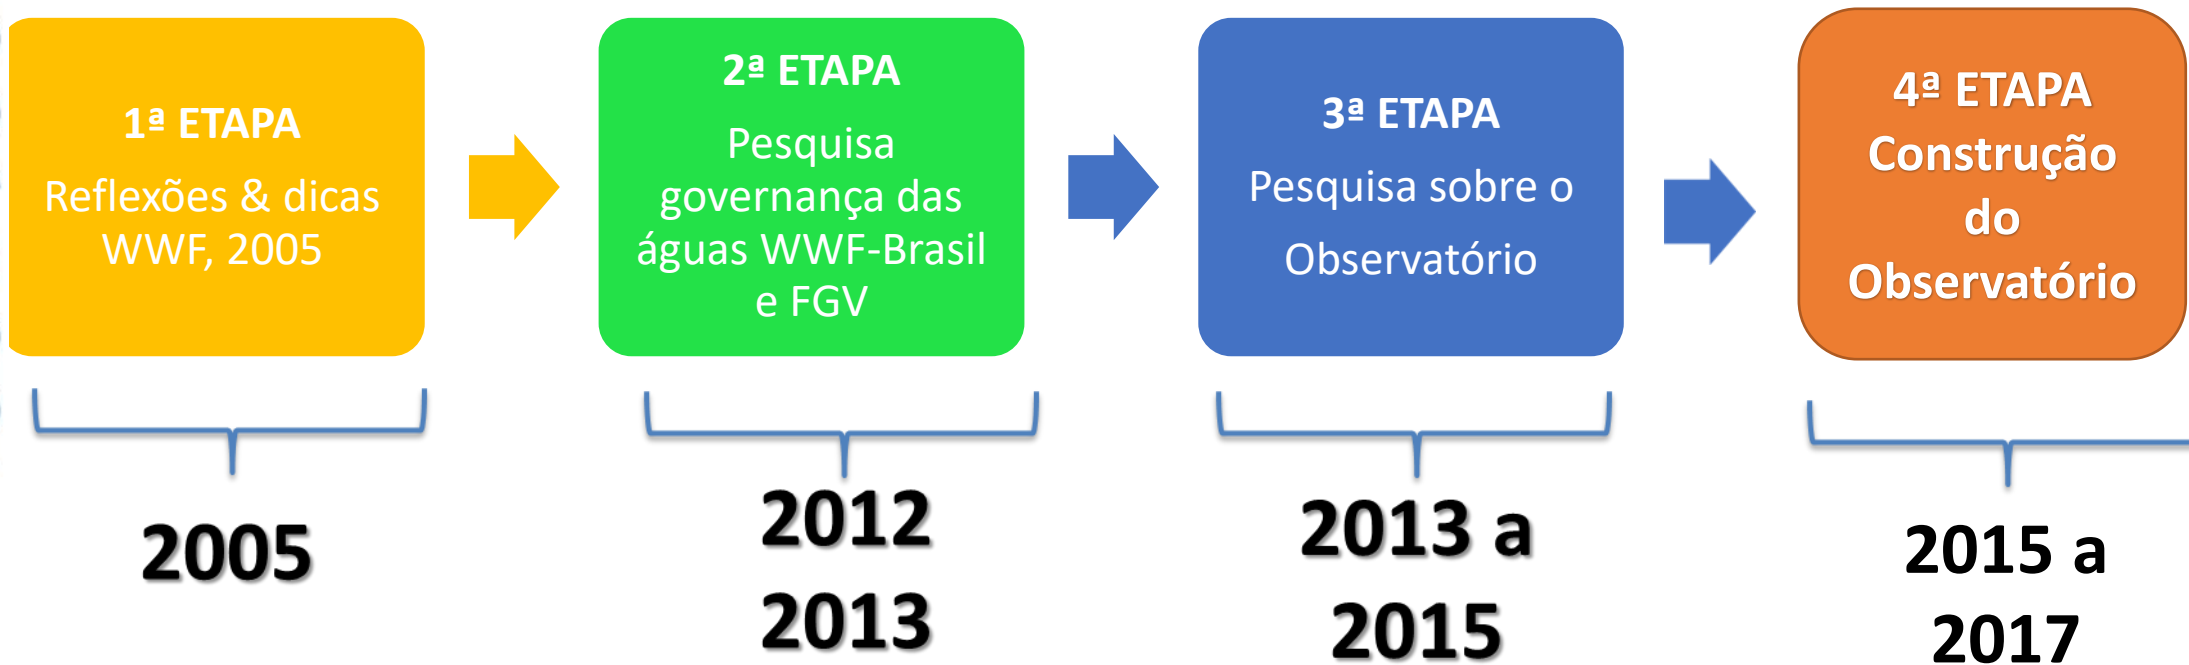 1ª ETAPA
Reflexões & dicas
WWF, 2005
2ª ETAPA
Pesquisa
governança das
águas WWF-Brasil
e FGV
3ª ETAPA
Pesquisa sobre o
Observatório
4ª ETAPA
Construção
do
Observatório
2005
2012
2013
2013 a
2015
2015 a
2017